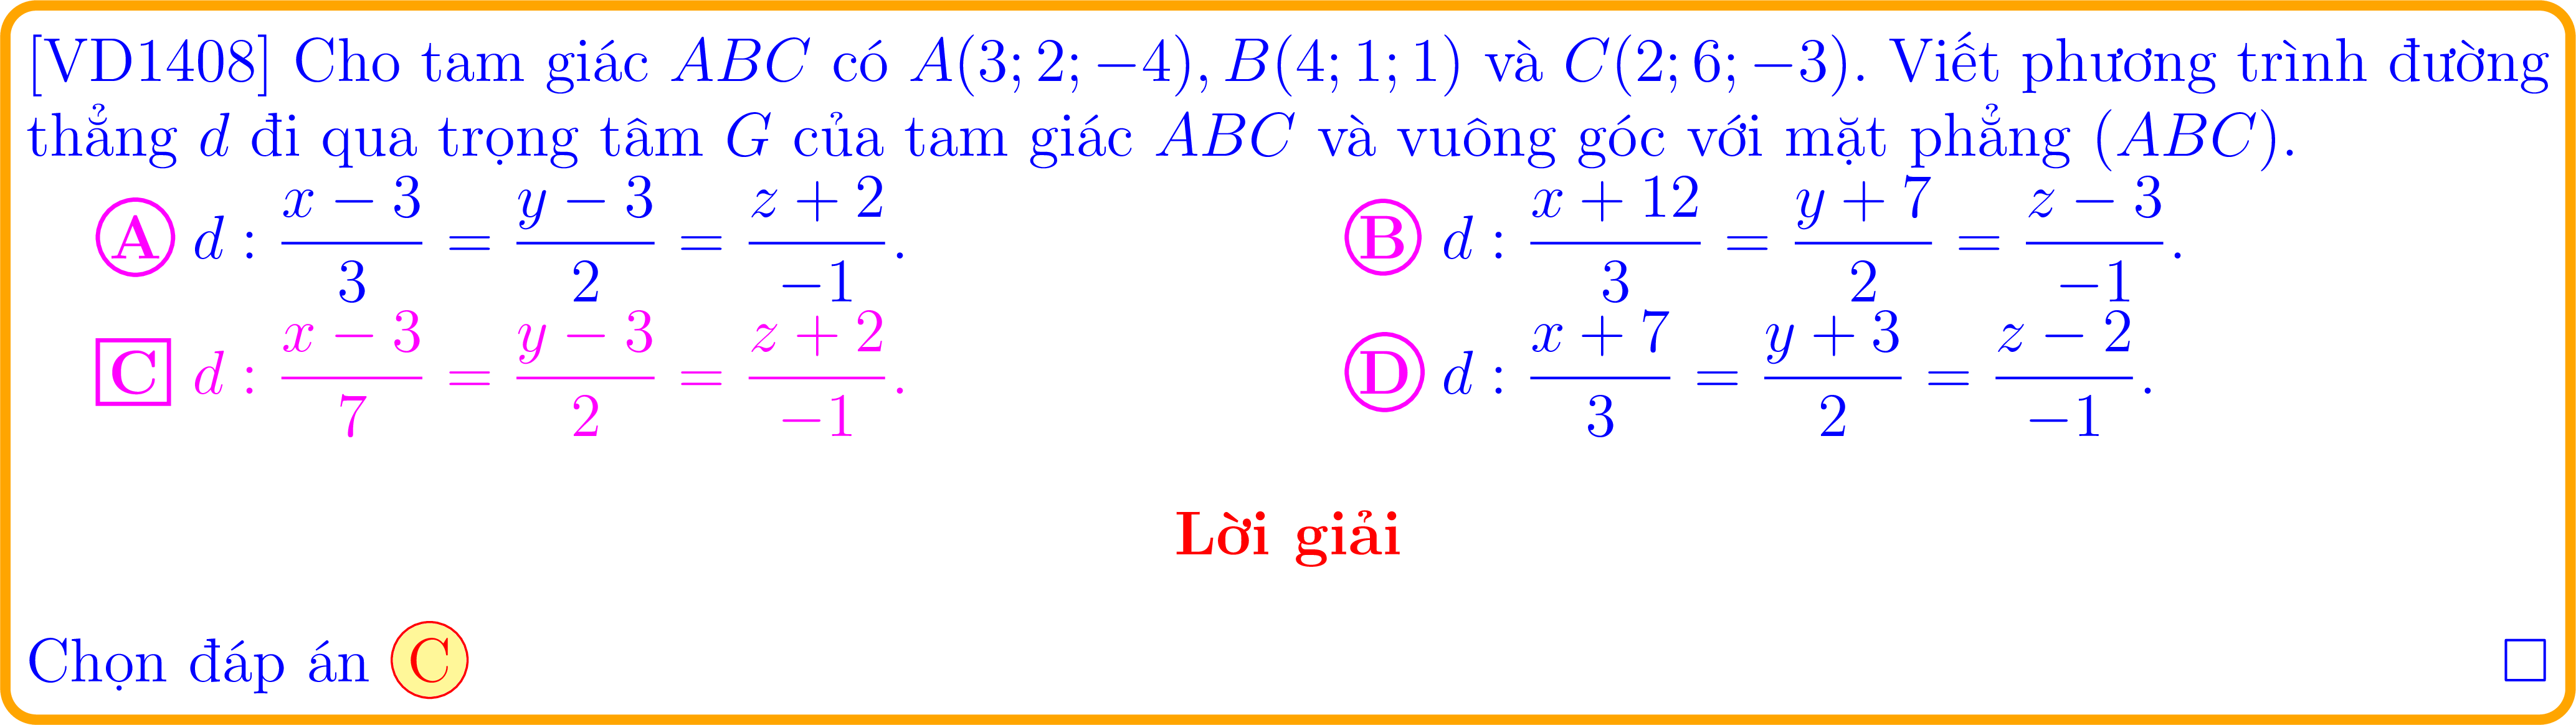 [VD1408] Cho tam giác ABC có A(3; 2; −4), B(4; 1; 1) và C(2; 6; −3). Viết phương trình đường
thẳng d đi qua trọng tâm G của tam giác ABC và vuông góc với mặt phẳng (ABC).
A d : \frac{x − 3}{3} = \frac{y − 3}{2} = \frac{z + 2}{−1}. B d : \frac{x + 12}{3} = \frac{y + 7}{2} = \frac{z − 3}{−1}.
C d : \frac{x − 3}{7} = \frac{y − 3}{2} = \frac{z + 2}{−1}. D d : \frac{x + 7}{3} = \frac{y + 3}{2} = \frac{z − 2}{−1}.
Lời giải
Chọn đáp án C □